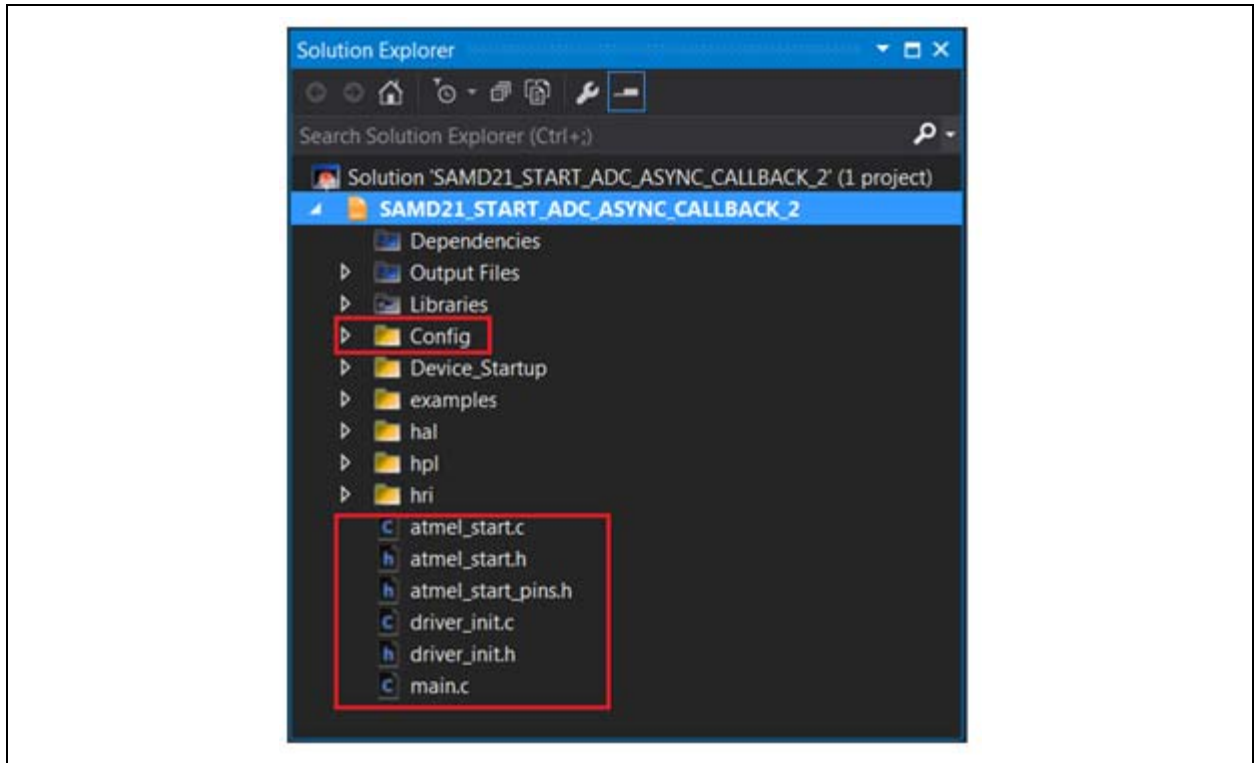 Solution Explorer
Search Solution Explorer (Ctrl+;)
Solution 'SAMD21_START_ADC_ASYNC_CALLBACK_2' (1 project)
SAMD21_START_ADC_ASYNC_CALLBACK_2
Dependencies
Output Files
Libraries
Config
Device_Startup
examples
hal
hpl
hri
c atmel_start.c
h atmel_start.h
h atmel_start_pins.h
c driver_init.c
h driver_init.h
c main.c